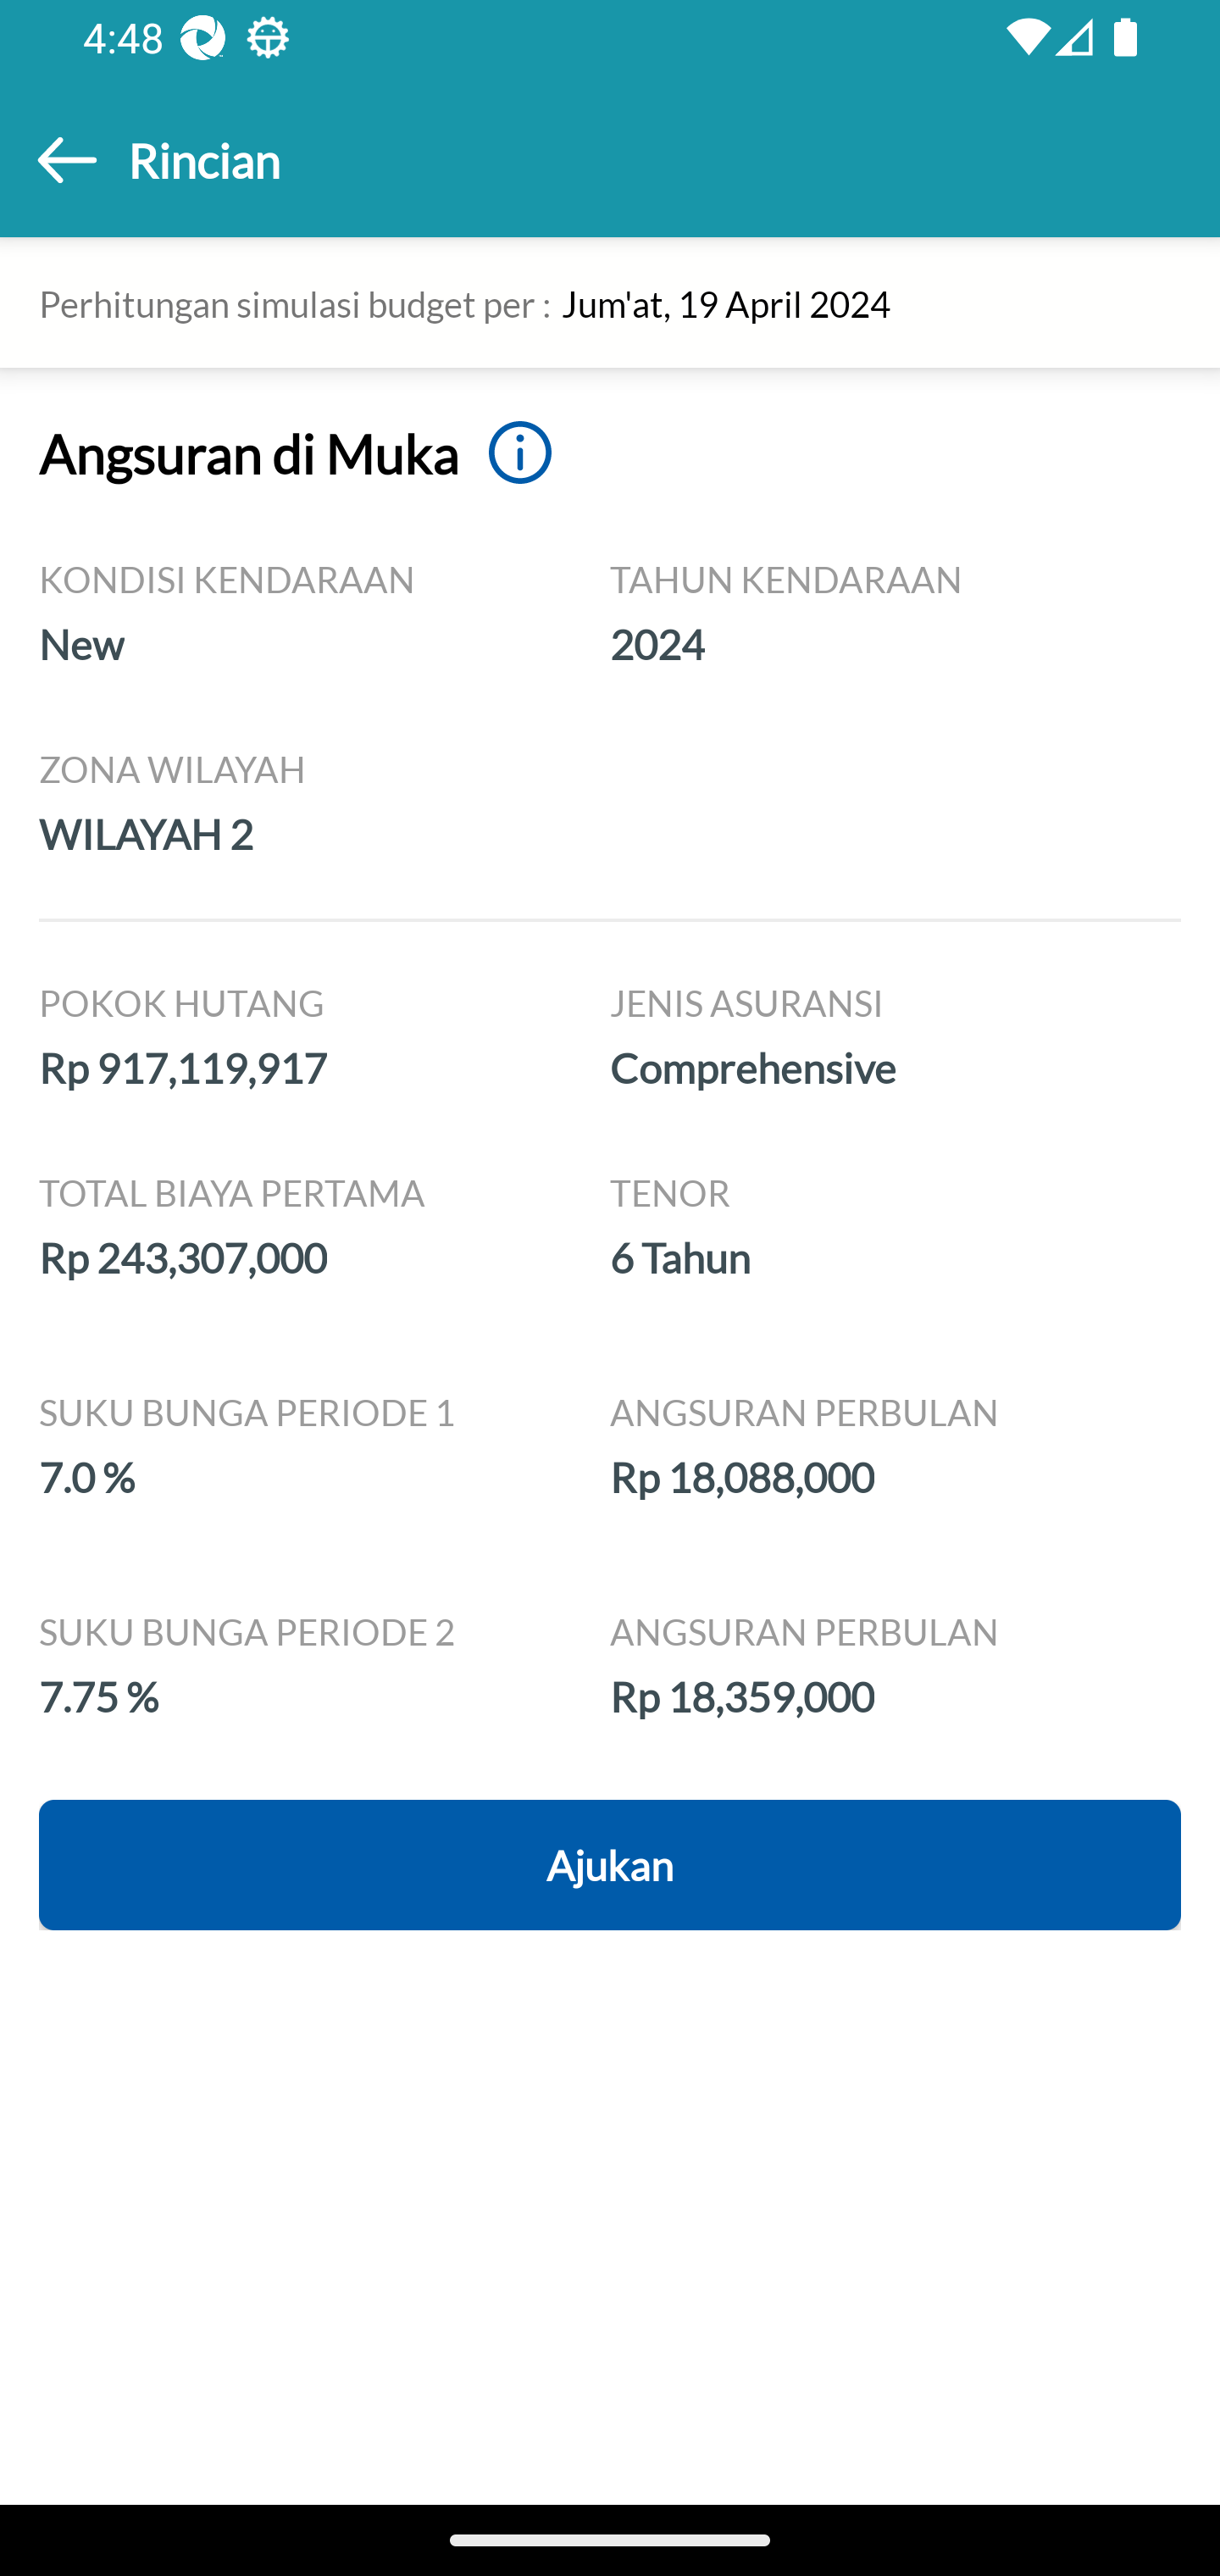 4:48
Rincian
Perhitungan simulasi budget per : Jum'at, 19 April 2024
Angsuran di Muka
KONDISI KENDARAAN TAHUN KENDARAAN
New 2024
ZONA WILAYAH
WILAYAH 2
POKOK HUTANG JENIS ASURANSI
Rp 917,119,917 Comprehensive
TOTAL BIAYA PERTAMA TENOR
Rp 243,307,000 6 Tahun
SUKU BUNGA PERIODE 1 ANGSURAN PERBULAN
7.0 % Rp 18,088,000
SUKU BUNGA PERIODE 2 ANGSURAN PERBULAN
7.75 % Rp 18,359,000
Ajukan